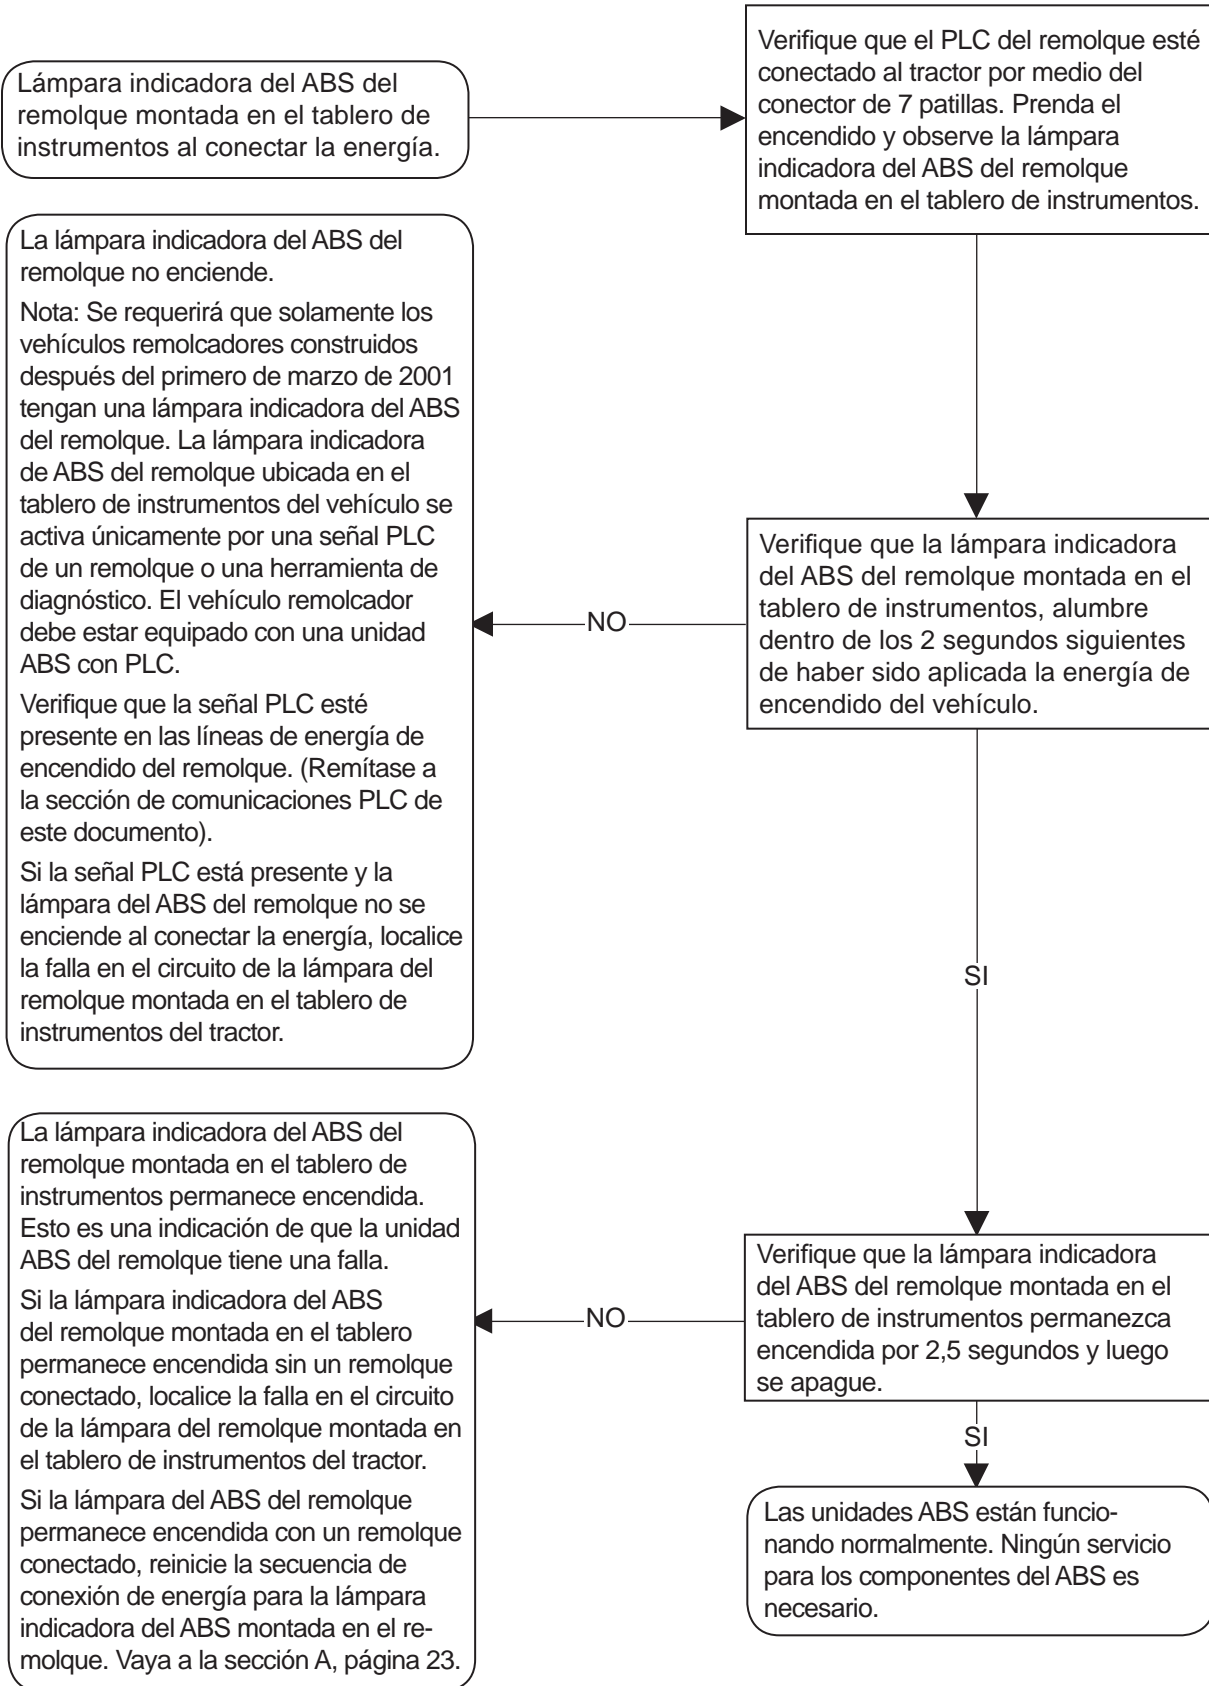 Lámpara indicadora del ABS del
remolque montada en el tablero de
instrumentos al conectar la energía.
Verifique que el PLC del remolque esté
conectado al tractor por medio del
conector de 7 patillas. Prenda el
encendido y observe la lámpara
indicadora del ABS del remolque
montada en el tablero de instrumentos.
La lámpara indicadora del ABS del
remolque no enciende.
Nota: Se requerirá que solamente los
vehículos remolcadores construidos
después del primero de marzo de 2001
tengan una lámpara indicadora del ABS
del remolque. La lámpara indicadora
de ABS del remolque ubicada en el
tablero de instrumentos del vehículo se
activa únicamente por una señal PLC
de un remolque o una herramienta de
diagnóstico. El vehículo remolcador
debe estar equipado con una unidad
ABS con PLC.
Verifique que la señal PLC esté
presente en las líneas de energía de
encendido del remolque. (Remítase a
la sección de comunicaciones PLC de
este documento).
Si la señal PLC está presente y la
lámpara del ABS del remolque no se
enciende al conectar la energía, localice
la falla en el circuito de la lámpara del
remolque montada en el tablero de
instrumentos del tractor.
NO
Verifique que la lámpara indicadora
del ABS del remolque montada en el
tablero de instrumentos, alumbre
dentro de los 2 segundos siguientes
de haber sido aplicada la energía de
encendido del vehículo.
SI
La lámpara indicadora del ABS del
remolque montada en el tablero de
instrumentos permanece encendida.
Esto es una indicación de que la unidad
ABS del remolque tiene una falla.
Si la lámpara indicadora del ABS
del remolque montada en el tablero
permanece encendida sin un remolque
conectado, localice la falla en el circuito
de la lámpara del remolque montada en
el tablero de instrumentos del tractor.
Si la lámpara del ABS del remolque
permanece encendida con un remolque
conectado, reinicie la secuencia de
conexión de energía para la lámpara
indicadora del ABS montada en el re-
molque. Vaya a la sección A, página 23.
NO
Verifique que la lámpara indicadora
del ABS del remolque montada en el
tablero de instrumentos permanezca
encendida por 2,5 segundos y luego
se apague.
SI
Las unidades ABS están funcio-
nando normalmente. Ningún servicio
para los componentes del ABS es
necesario.